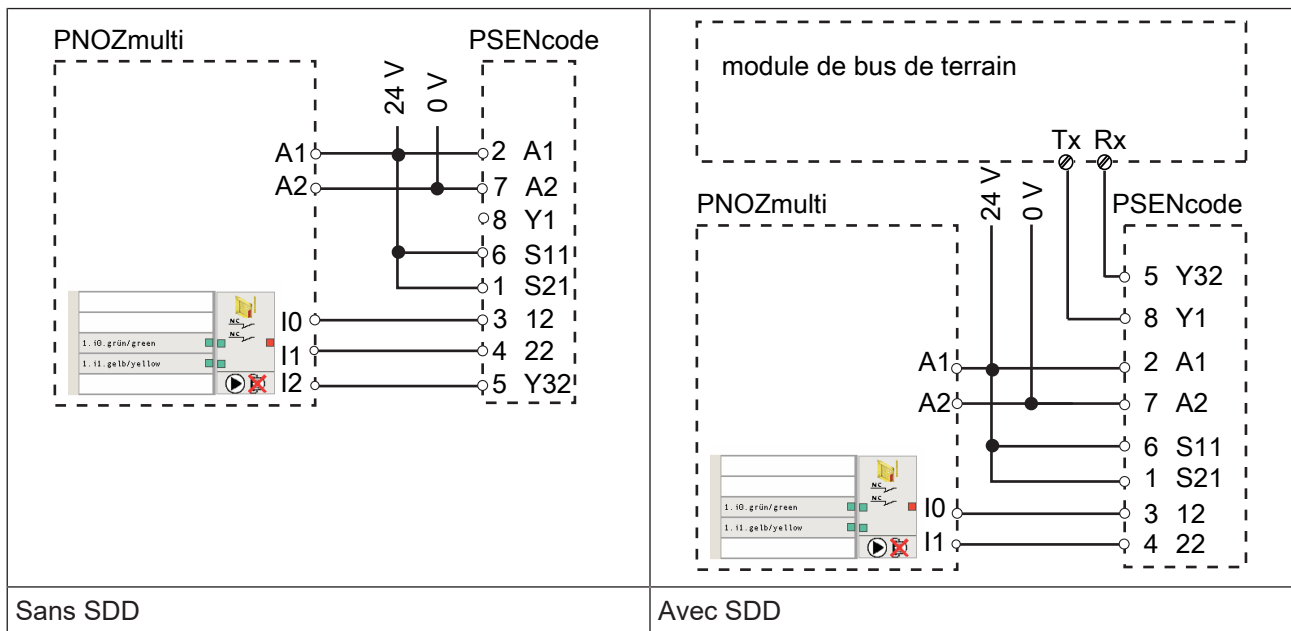 PNOZmulti
PSENcode
24 V
0 V
A1
2 A1
A2
7 A2
8 Y1
6 S11
1 S21
1.i0.grün/green
NC
NC
I0
3 12
1.i1.gelb/yellow
I1
4 22
I2
5 Y32
Sans SDD
module de bus de terrain
Tx Rx
PNOZmulti
24 V
0 V
PSENcode
5 Y32
8 Y1
A1
2 A1
A2
7 A2
6 S11
1 S21
1.i0.grün/green
NC
NC
I0
3 12
1.i1.gelb/yellow
I1
4 22
Avec SDD